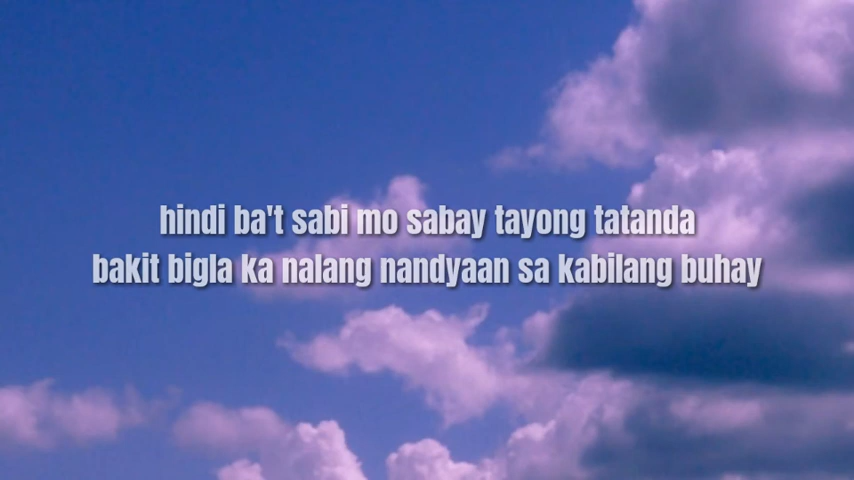 hindi ba't sabi mo sabay tayong tatanda
bakit bigla ka nalang nandyaan sa kabilang buhay